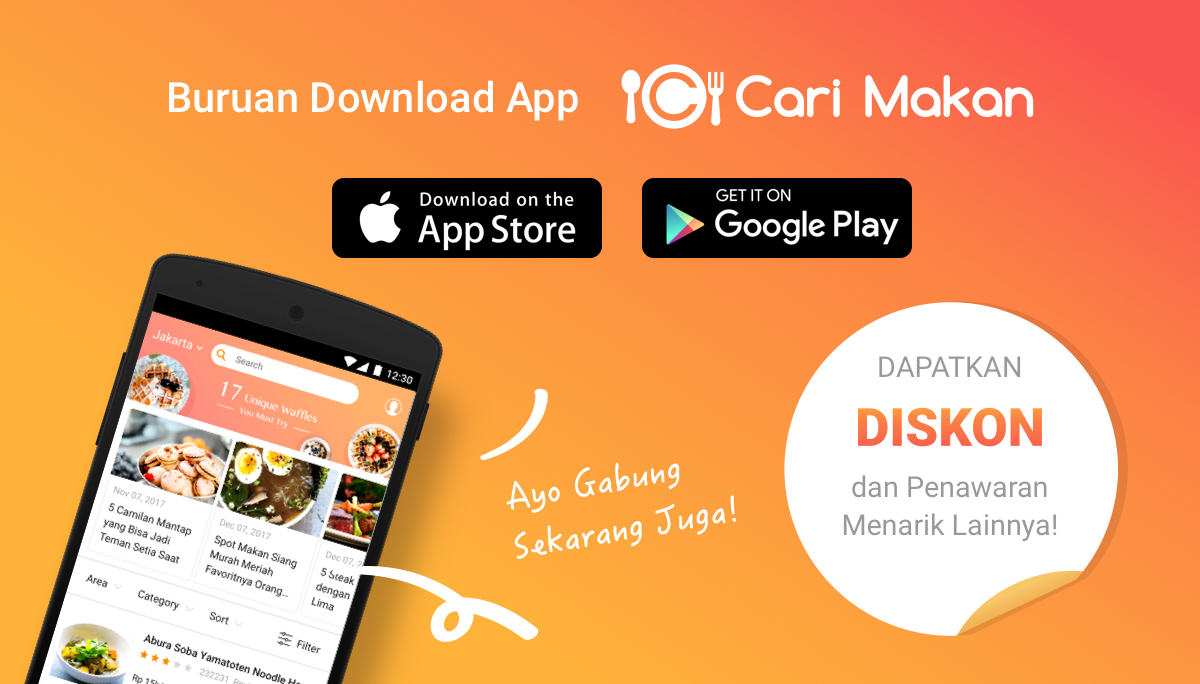 Buruan Download App
Cari Makan
Download on the
App Store
GET IT ON
Google Play
Jakarta
Search
12:30
17 Unique Waffles
You Must Try
Nov 07, 2017
5 Camilan Mantap
yang Bisa Jadi
Teman Setia Saat
Dec 07, 2017
Spot Makan Siang
Murah Meriah
Favoritnya Orang...
Dec 07, 2
5 Steak
dengan
Lima
Area
Category
Sort
Filter
Abura Soba Yamatoten Noodle
232231
Rp
Ayo Gabung
Sekarang Juga!
DAPATKAN
DISKON
dan Penawaran
Menarik Lainnya!